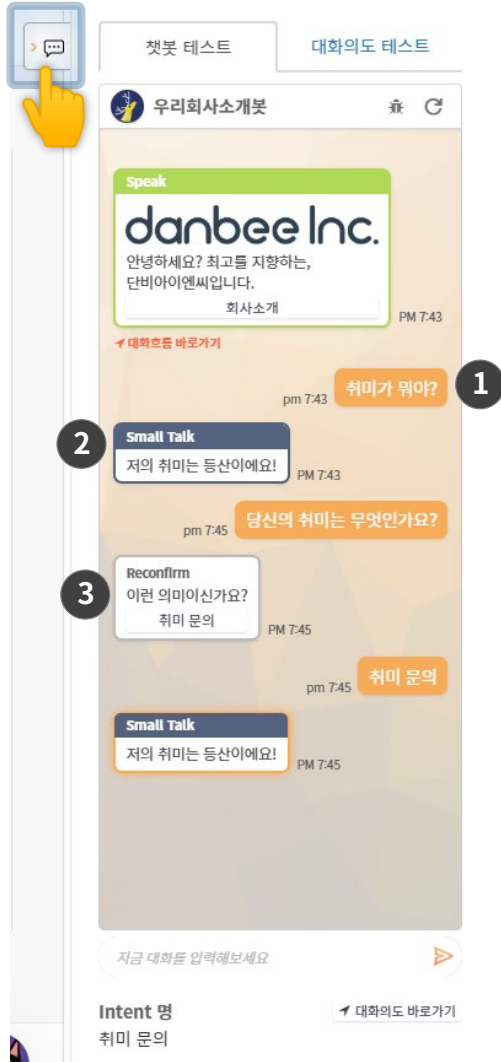 챗봇 테스트
대화의도 테스트
우리회사소개봇
Speak
danbee Inc.
안녕하세요? 최고를 지향하는,
단비아이엔씨입니다.
회사소개
PM 7:43
대화흐름 바로가기
취미가 뭐야?
pm 7:43
1
2
Small Talk
저의 취미는 등산이에요!
PM 7:43
당신의 취미는 무엇인가요?
pm 7:45
3
Reconfirm
이런 의미이신가요?
취미 문의
PM 7:45
취미 문의
pm 7:45
Small Talk
저의 취미는 등산이에요!
PM 7:45
지금 대화를 입력해보세요
Intent 명
대화의도 바로가기
취미 문의